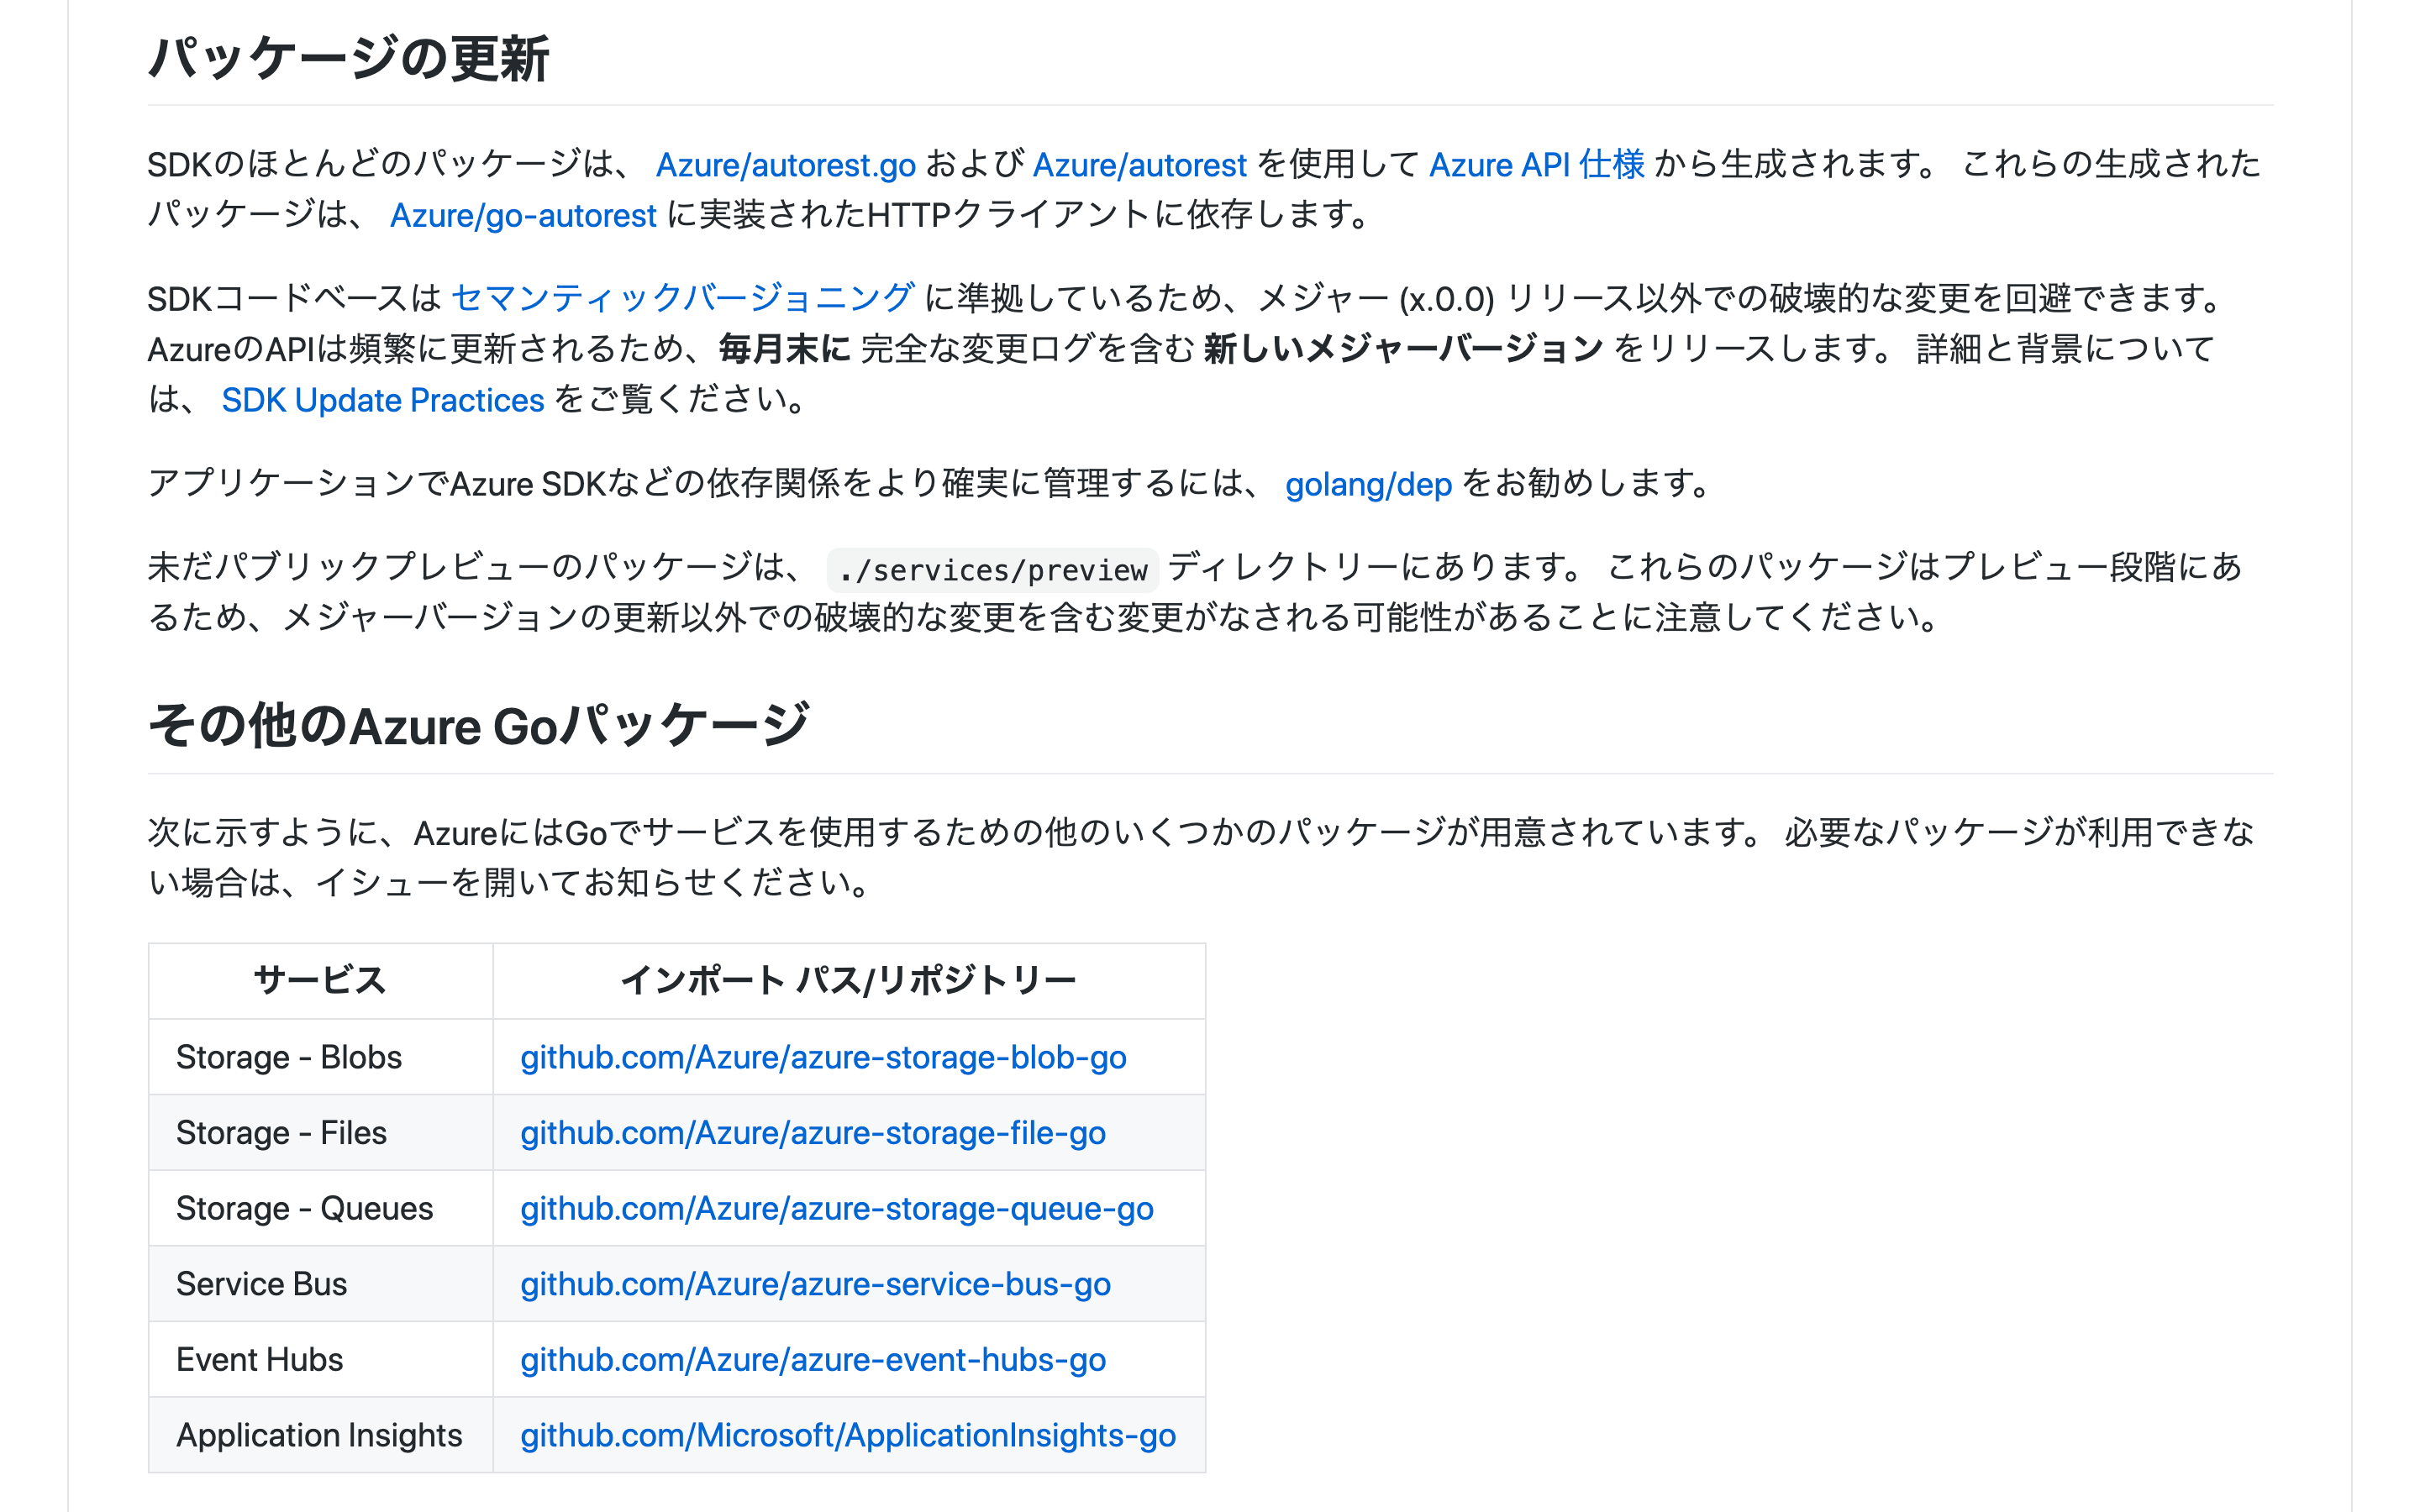 パッケージの更新
SDKのほとんどのパッケージは、 Azure/autorest.go および Azure/autorest を使用して Azure API 仕様 から生成されます。 これらの生成された
パッケージは、 Azure/go-autorest に実装されたHTTPクライアントに依存します。
SDKコードベースは セマンティックバージョニング に準拠しているため、メジャー (x.0.0) リリース以外での破壊的な変更を回避できます。
AzureのAPIは頻繁に更新されるため、毎月末に 完全な変更ログを含む 新しいメジャーバージョン をリリースします。 詳細と背景について
は、 SDK Update Practices をご覧ください。
アプリケーションでAzure SDKなどの依存関係をより確実に管理するには、 golang/dep をお勧めします。
未だパブリックプレビューのパッケージは、 ./services/preview ディレクトリーにあります。 これらのパッケージはプレビュー段階にあ
るため、メジャーバージョンの更新以外での破壊的な変更を含む変更がなされる可能性があることに注意してください。
その他のAzure Goパッケージ
次に示すように、AzureにはGoでサービスを使用するための他のいくつかのパッケージが用意されています。 必要なパッケージが利用できな
い場合は、イシューを開いてお知らせください。
サービス インポート パス/リポジトリー
Storage - Blobs github.com/Azure/azure-storage-blob-go
Storage - Files github.com/Azure/azure-storage-file-go
Storage - Queues github.com/Azure/azure-storage-queue-go
Service Bus github.com/Azure/azure-service-bus-go
Event Hubs github.com/Azure/azure-event-hubs-go
Application Insights github.com/Microsoft/ApplicationInsights-go